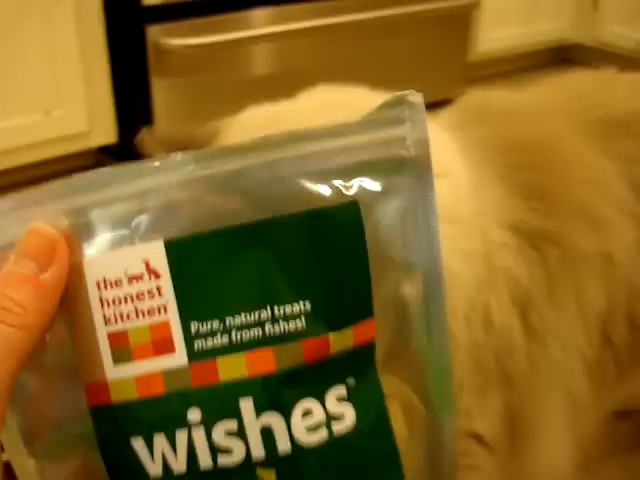 the
honest
kitchen
Pure, natural treats
made from fishes!
wishes